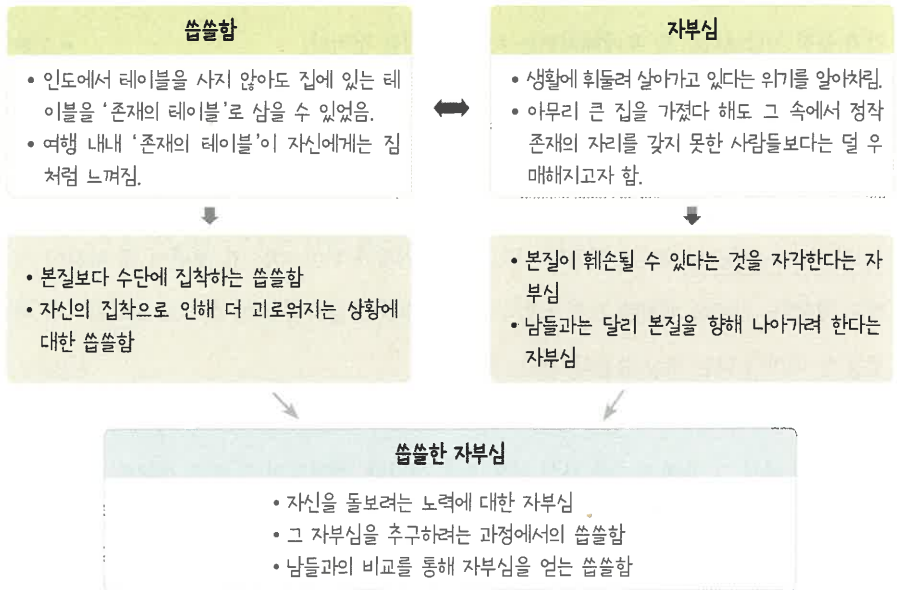 씁쓸함
• 인도에서 테이블을 사지 않아도 집에 있는 테
이블을 ‘존재의 테이블’로 삼을 수 있었음.
• 여행 내내 ‘존재의 테이블’이 자신에게는 짐
처럼 느껴짐.
자부심
• 생활에 휘둘려 살아가고 있다는 위기를 알아차림.
• 아무리 큰 집을 가졌다 해도 그 속에서 정작
존재의 자리를 갖지 못한 사람들보다는 덜 우
매해지고자 함.
• 본질보다 수단에 집착하는 씁쓸함
• 자신의 집착으로 인해 더 괴로워지는 상황에
대한 씁쓸함
• 본질이 훼손될 수 있다는 것을 자각한다는 자
부심
• 남들과는 달리 본질을 향해 나아가려 한다는
자부심
씁쓸한 자부심
• 자신을 돌보려는 노력에 대한 자부심
• 그 자부심을 추구하려는 과정에서의 씁쓸함
• 남들과의 비교를 통해 자부심을 얻는 씁쓸함